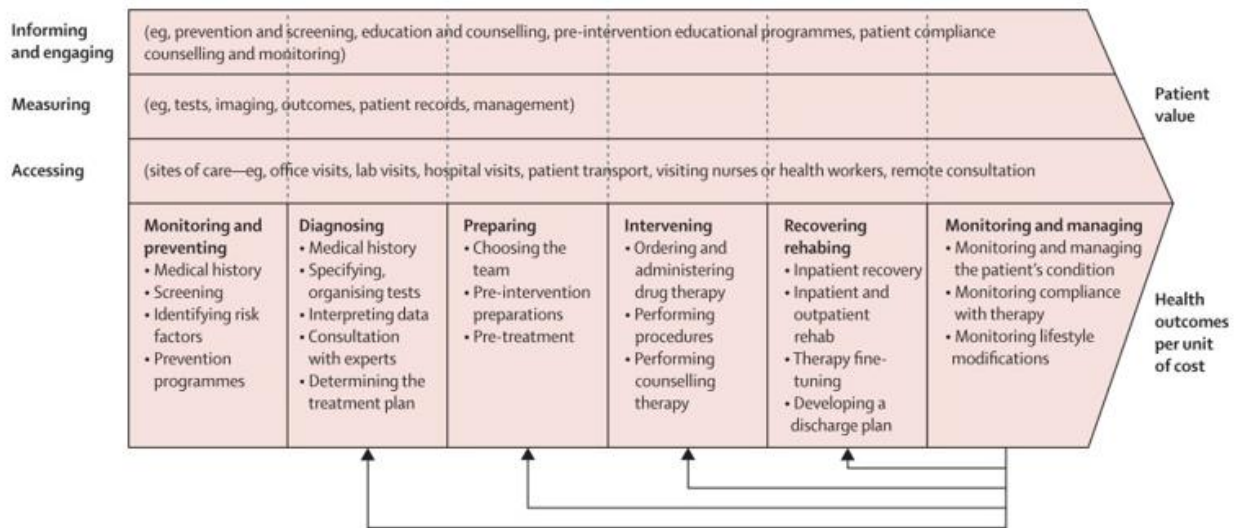 Informing
and engaging
(eg, prevention and screening, education and counselling, pre-intervention educational programmes, patient compliance
counselling and monitoring)
Measuring
(eg, tests, imaging, outcomes, patient records, management)
Patient
value
Accessing
(sites of care—eg, office visits, lab visits, hospital visits, patient transport, visiting nurses or health workers, remote consultation
Monitoring and
preventing
• Medical history
• Screening
• Identifying risk
factors
• Prevention
programmes
Diagnosing
• Medical history
• Specifying,
organising tests
• Interpreting data
• Consultation
with experts
• Determining the
treatment plan
Preparing
• Choosing the
team
• Pre-intervention
preparations
• Pre-treatment
Intervening
• Ordering and
administering
drug therapy
• Performing
procedures
• Performing
counselling
therapy
Recovering
rehabing
• Inpatient recovery
• Inpatient and
outpatient
rehab
• Therapy fine-
tuning
• Developing a
discharge plan
Monitoring and managing
• Monitoring and managing
the patient's condition
• Monitoring compliance
with therapy
• Monitoring lifestyle
modifications
Health
outcomes
per unit
of cost